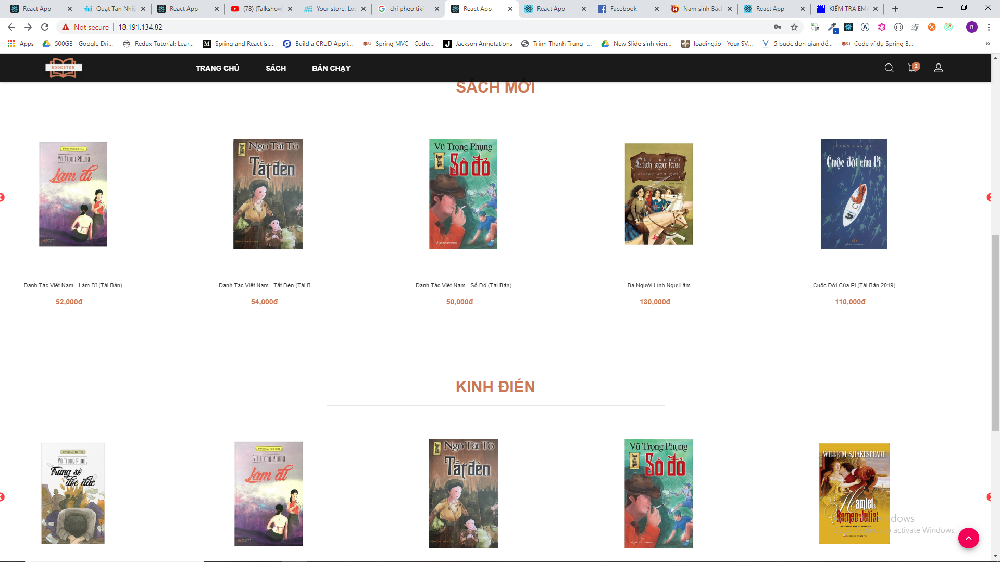 React App
Quạt Tản Nhiệ
React App
(78) (Talkshow
Your store. Log
chi pheo tiki -
React App
React App
Facebook
Nam sinh Bách
React App
KIỂM TRA EMA
Not secure
18.191.134.82
Apps
500GB - Google Dri...
Redux Tutorial: Lear...
Spring and React.js:...
Build a CRUD Appli...
Spring MVC - Code...
Jackson Annotations
Trinh Thanh Trung -...
New Slide sinh vien...
loading.io - Your SV...
5 bước đơn giản để...
Code ví dụ Spring B...
BOOKSTOR
TRANG CHỦ
SÁCH
BÁN CHẠY
2
SÁCH MỚI
DANH TÁC VIỆT NAM
Vũ Trọng Phụng
Làm đĩ
Ngô Tất Tố
Tắt đèn
Vũ Trọng Phụng
Số đỏ
ba người
Lính ngự lâm
ALEXANDRE DUMAS
YANN MARTEL
Cuộc đời của Pi
Danh Tác Việt Nam - Làm Đĩ (Tái Bản)
Danh Tác Việt Nam - Tắt Đèn (Tái B...
Danh Tác Việt Nam - Số Đỏ (Tái Bản)
Ba Người Lính Ngự Lâm
Cuộc Đời Của Pi (Tái Bản 2019)
52,000đ
54,000đ
50,000đ
130,000đ
110,000đ
KINH ĐIỂN
DANH TÁC VIỆT NAM
Vũ Trọng Phụng
Trúng số
độc đắc
DANH TÁC VIỆT NAM
Vũ Trọng Phụng
Làm đĩ
Ngô Tất Tố
Tắt đèn
Vũ Trọng Phụng
Số đỏ
WILLIAM SHAKESPEARE
Hamlet &
Romeo Juliet
Activate Windows
Go to Settings to activate Windows.